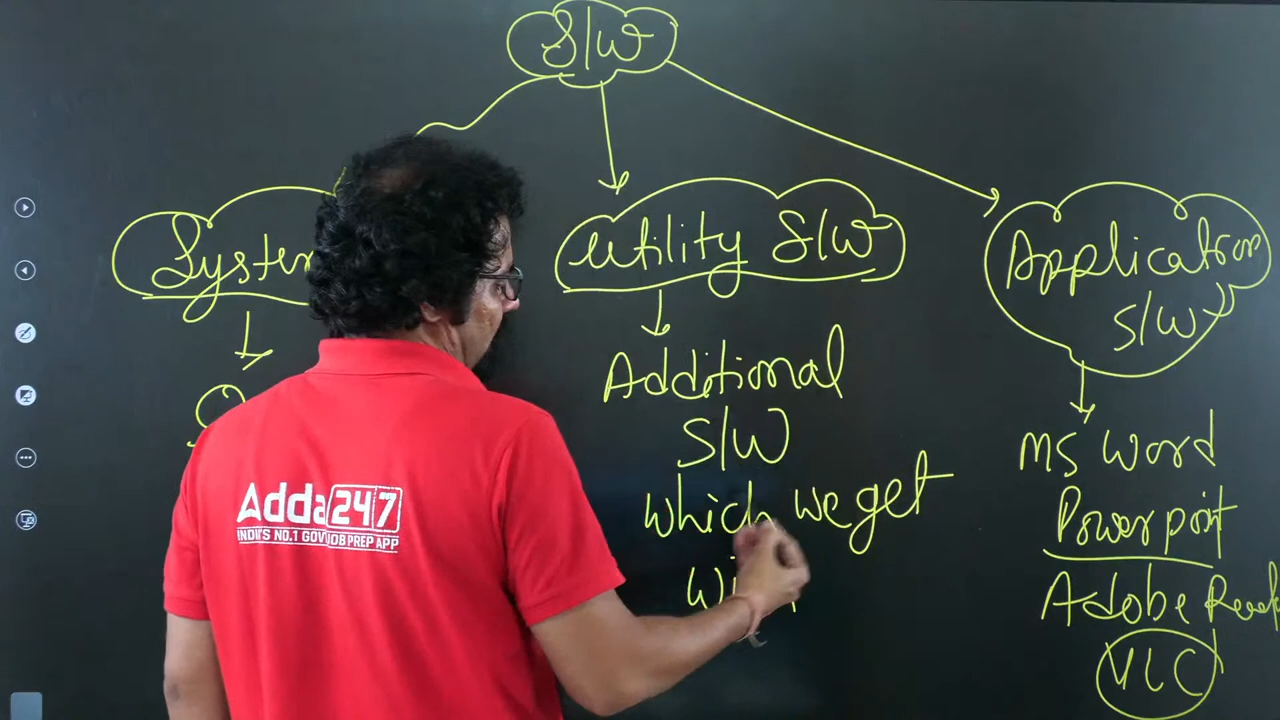 S/W
System
utility S/W
Application
S/W
Additional
S/W
which we get
MS Word
Powerpoint
Adobe
VLC
Adda247
INDIA'S NO.1 GOVT JOB PREP APP